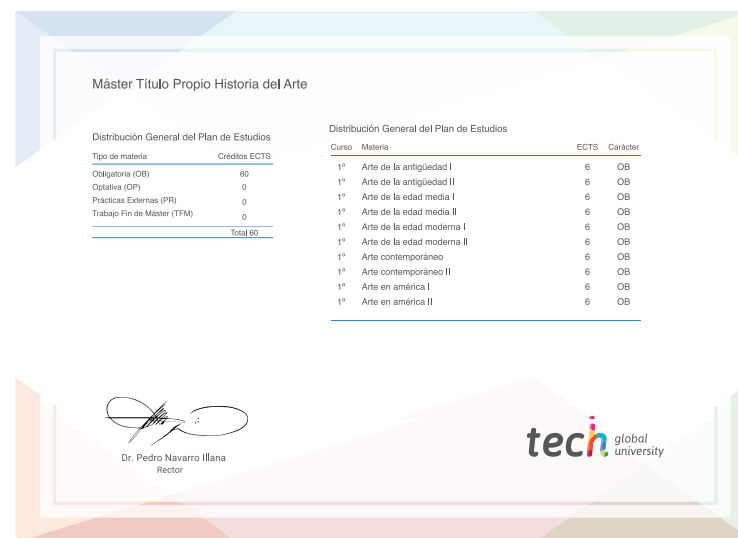 Máster Título Propio Historia del Arte
Distribución General del Plan de Estudios
Tipo de materia Créditos ECTS
Obligatoria (OB) 60
Optativa (OP) 0
Prácticas Externas (PR) 0
Trabajo Fin de Máster (TFM) 0
Total 60
Distribución General del Plan de Estudios
Curso Materia ECTS Carácter
1º Arte de la antigüedad I 6 OB
1º Arte de la antigüedad II 6 OB
1º Arte de la edad media I 6 OB
1º Arte de la edad media II 6 OB
1º Arte de la edad moderna I 6 OB
1º Arte de la edad moderna II 6 OB
1º Arte contemporáneo 6 OB
1º Arte contemporáneo II 6 OB
1º Arte en américa I 6 OB
1º Arte en américa II 6 OB
Dr. Pedro Navarro Illana
Rector
tech global
university